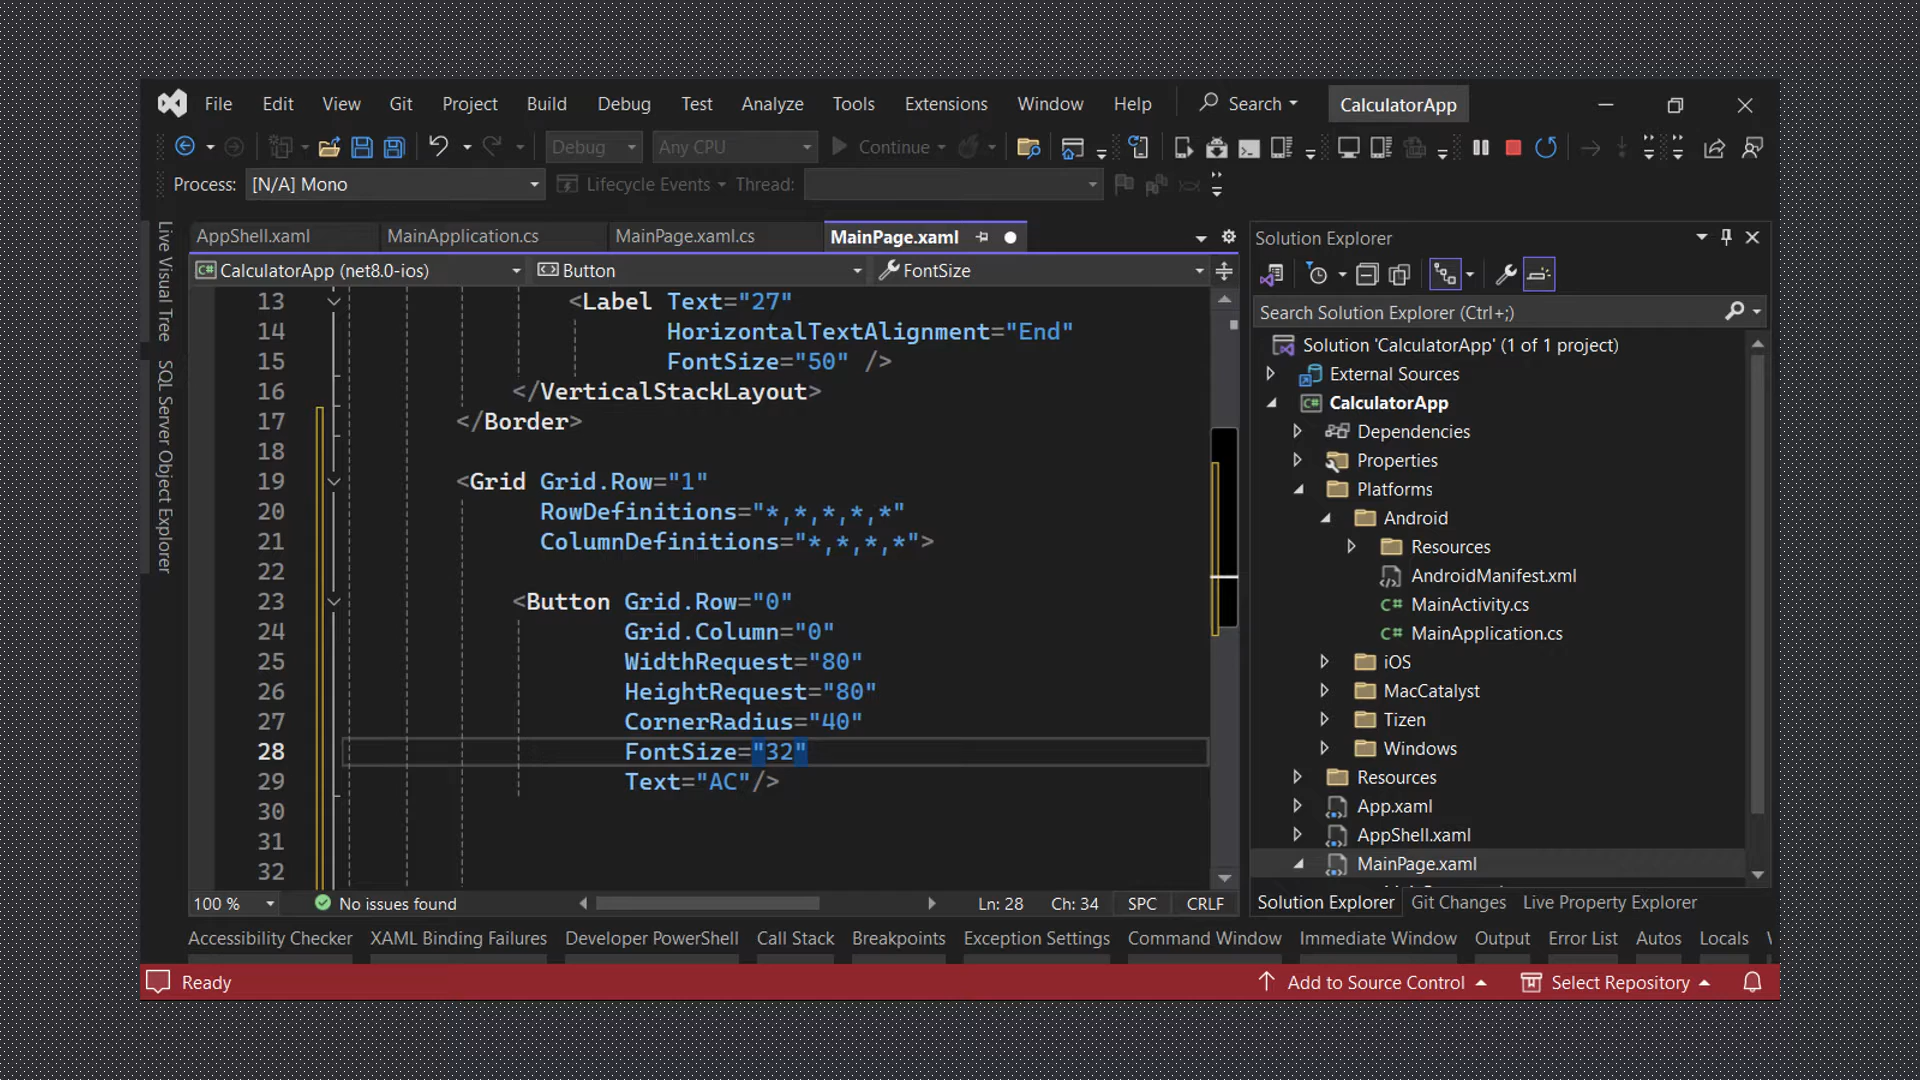 File Edit View Git Project Build Debug Test Analyze Tools Extensions Window Help Search CalculatorApp
Debug Any CPU Continue
Process: [N/A] Mono Lifecycle Events Thread:
Live Visual Tree
SQL Server Object Explorer
AppShell.xaml MainApplication.cs MainPage.xaml.cs MainPage.xaml
CalculatorApp (net8.0-ios) Button FontSize
13 <Label Text="27"
14 HorizontalTextAlignment="End"
15 FontSize="50" />
16 </VerticalStackLayout>
17 </Border>
18
19 <Grid Grid.Row="1"
20 RowDefinitions="*,*,*,*,*"
21 ColumnDefinitions="*,*,*,*">
22
23 <Button Grid.Row="0"
24 Grid.Column="0"
25 WidthRequest="80"
26 HeightRequest="80"
27 CornerRadius="40"
28 FontSize="32"
29 Text="AC"/>
30
31
32
100 % No issues found Ln: 28 Ch: 34 SPC CRLF
Solution Explorer
Search Solution Explorer (Ctrl+;)
Solution 'CalculatorApp' (1 of 1 project)
External Sources
CalculatorApp
Dependencies
Properties
Platforms
Android
Resources
AndroidManifest.xml
C# MainActivity.cs
C# MainApplication.cs
iOS
MacCatalyst
Tizen
Windows
Resources
App.xaml
AppShell.xaml
MainPage.xaml
Solution Explorer Git Changes Live Property Explorer
Accessibility Checker XAML Binding Failures Developer PowerShell Call Stack Breakpoints Exception Settings Command Window Immediate Window Output Error List Autos Locals
Ready Add to Source Control Select Repository